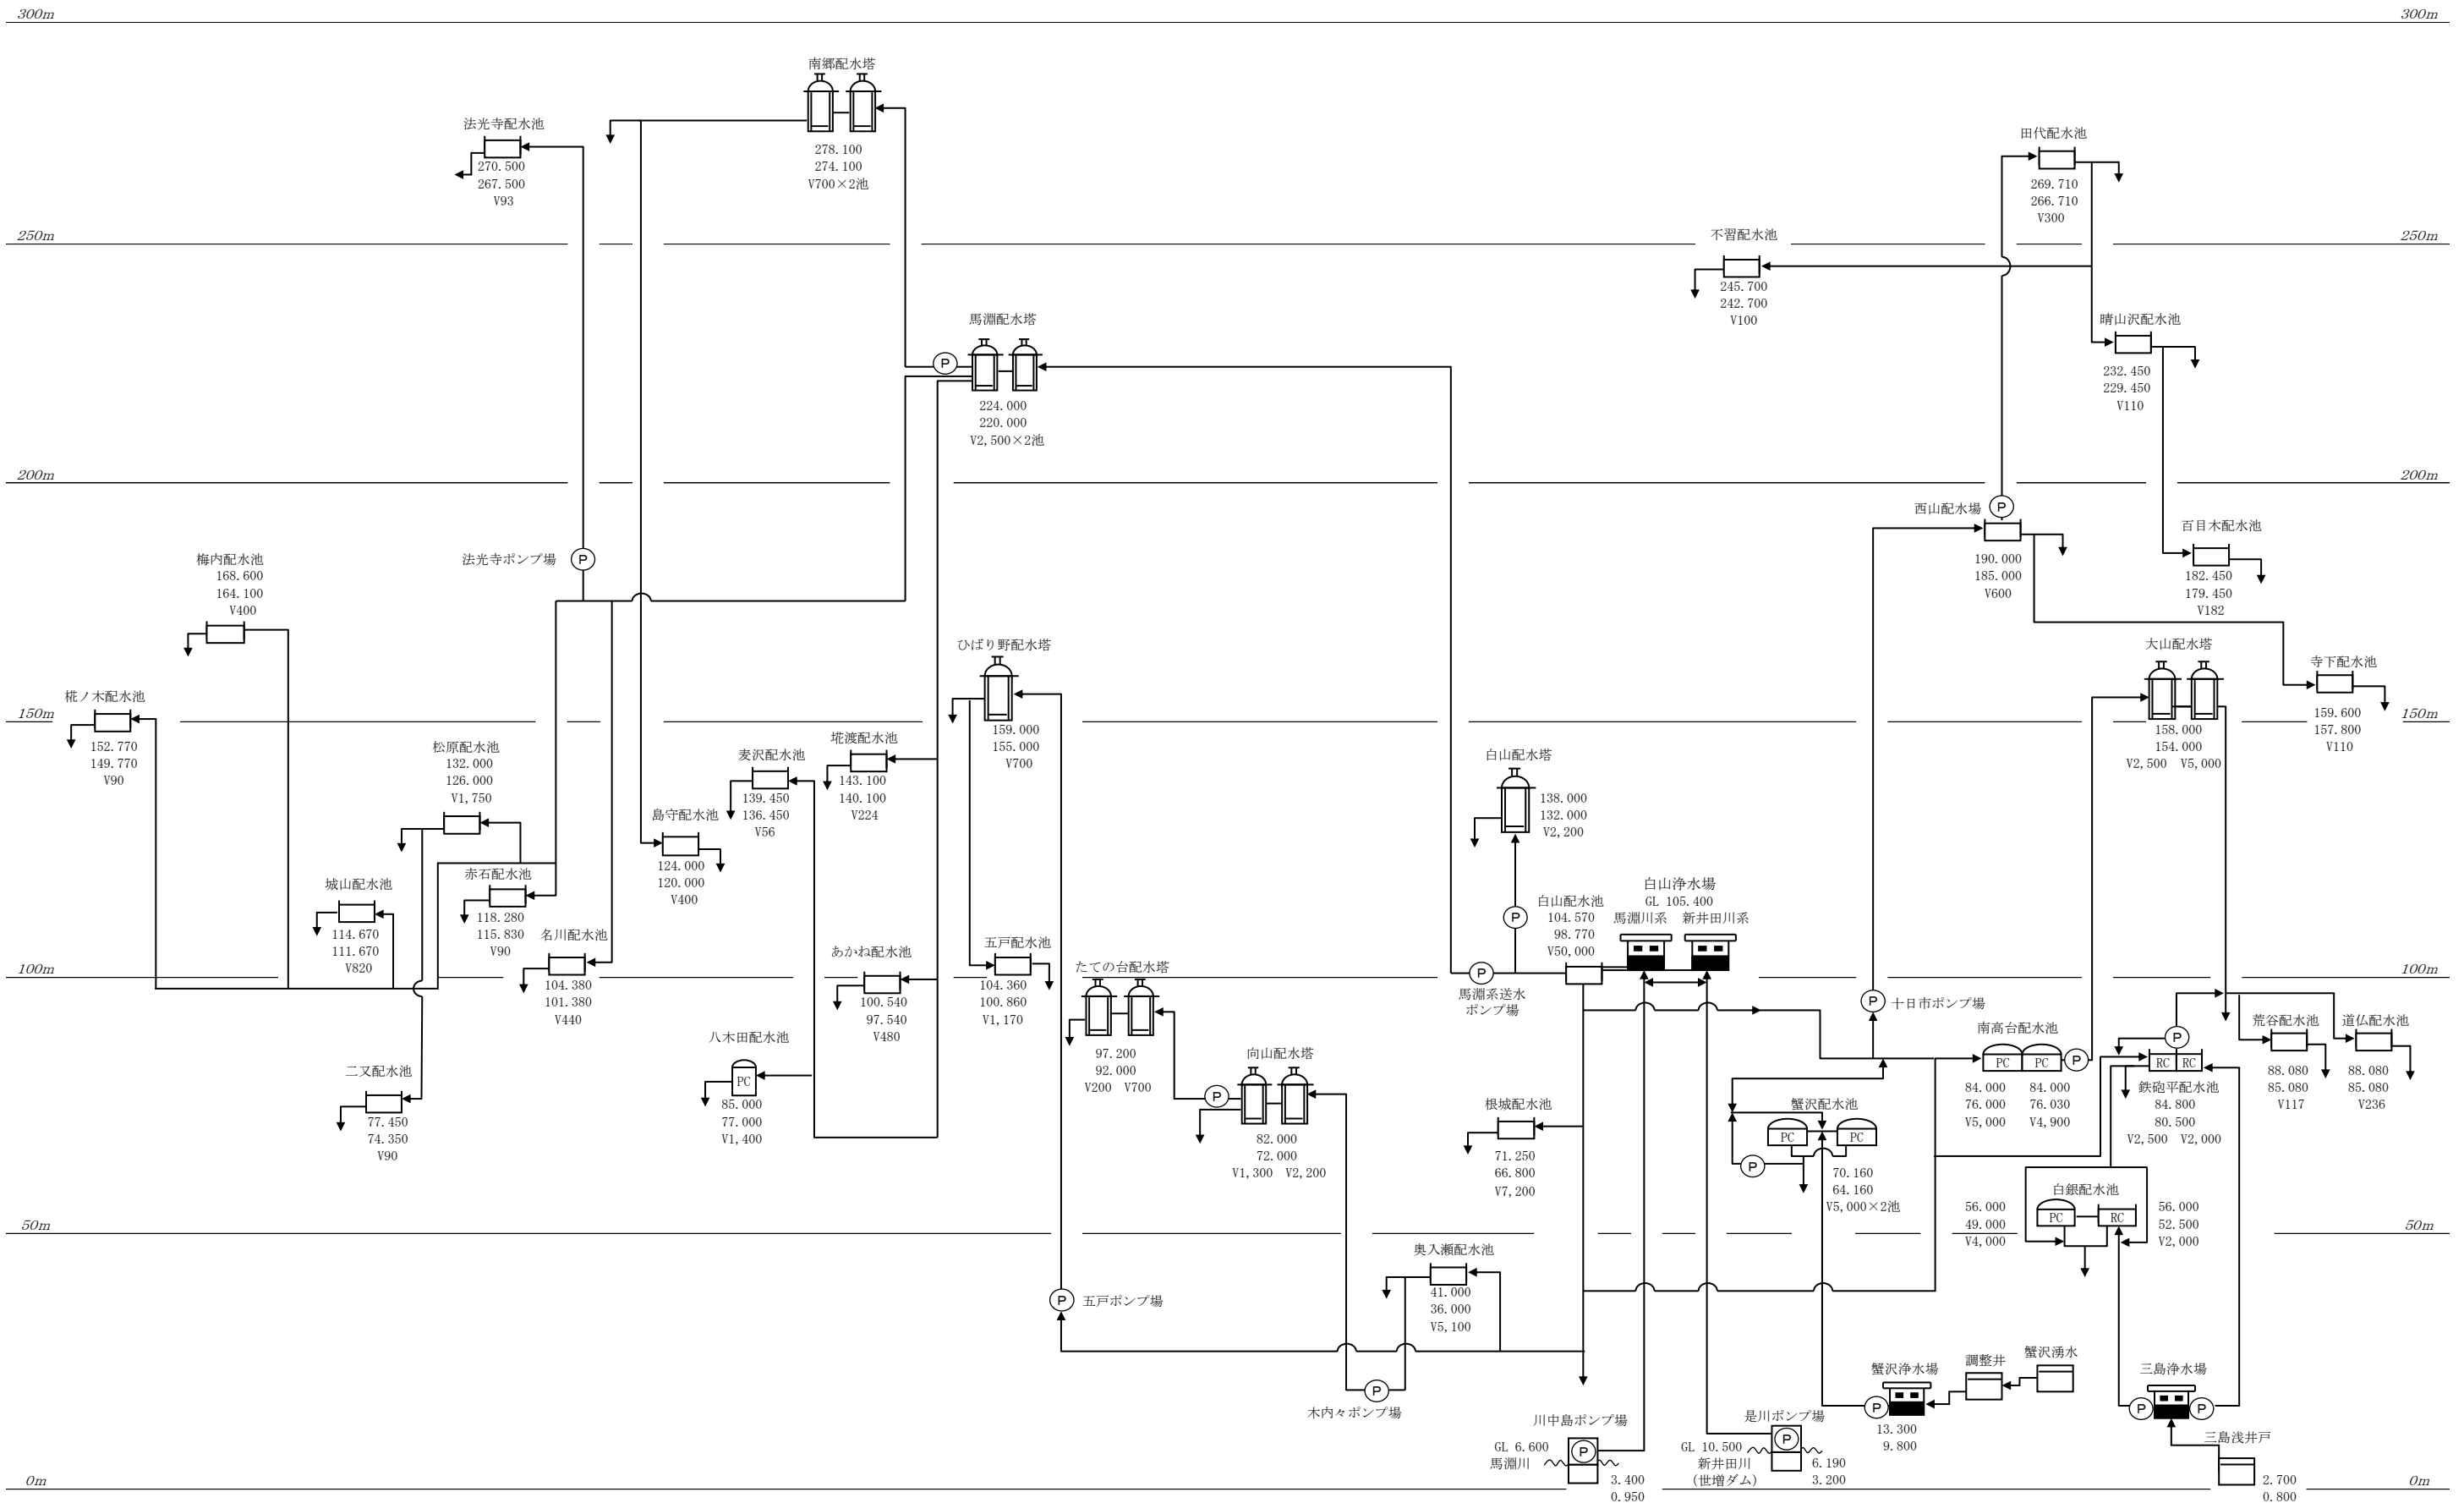 300m
300m
南郷配水塔
278.100
274.100
V700×2池
法光寺配水池
270.500
267.500
V93
田代配水池
269.710
266.710
V300
250m
250m
不習配水池
245.700
242.700
V100
馬淵配水塔
224.000
220.000
V2,500×2池
晴山沢配水池
232.450
229.450
V110
200m
200m
西山配水場
P
190.000
185.000
V600
百目木配水池
182.450
179.450
V182
P
法光寺ポンプ場
P
梅内配水池
168.600
164.100
V400
ひばり野配水塔
159.000
155.000
V700
大山配水塔
158.000
154.000
V2,500 V5,000
寺下配水池
159.600
157.800
V110
150m
150m
椛ノ木配水池
152.770
149.770
V90
松原配水池
132.000
126.000
V1,750
麦沢配水池
139.450
136.450
V56
埖渡配水池
143.100
140.100
V224
白山配水塔
138.000
132.000
V2,200
島守配水池
124.000
120.000
V400
城山配水池
114.670
111.670
V820
赤石配水池
118.280
115.830
V90
名川配水池
104.380
101.380
V440
あかね配水池
100.540
97.540
V480
五戸配水池
104.360
100.860
V1,170
P
白山配水池
104.570
98.770
V50,000
白山浄水場
GL 105.400
馬淵川系 新井田川系
100m
100m
たての台配水塔
97.200
92.000
V200 V700
P
馬淵系送水
ポンプ場
P
十日市ポンプ場
南高台配水池
PC PC
P
84.000 84.000
76.000 76.030
V5,000 V4,900
P
RC RC
鉄砲平配水池
84.800
80.500
V2,500 V2,000
荒谷配水池
88.080
85.080
V117
道仏配水池
88.080
85.080
V236
八木田配水池
PC
85.000
77.000
V1,400
二又配水池
77.450
74.350
V90
P
向山配水塔
82.000
72.000
V1,300 V2,200
根城配水池
71.250
66.800
V7,200
蟹沢配水池
PC PC
P
70.160
64.160
V5,000×2池
白銀配水池
PC RC
56.000
49.000
V4,000
56.000
52.500
V2,000
50m
50m
奥入瀬配水池
41.000
36.000
V5,100
P
五戸ポンプ場
P
木内々ポンプ場
蟹沢浄水場
P
13.300
9.800
調整井
蟹沢湧水
三島浄水場
P P
三島浅井戸
2.700
0.800
川中島ポンプ場
P
GL 6.600
馬淵川
3.400
0.950
是川ポンプ場
P
GL 10.500
新井田川
(世増ダム)
6.190
3.200
0m
0m